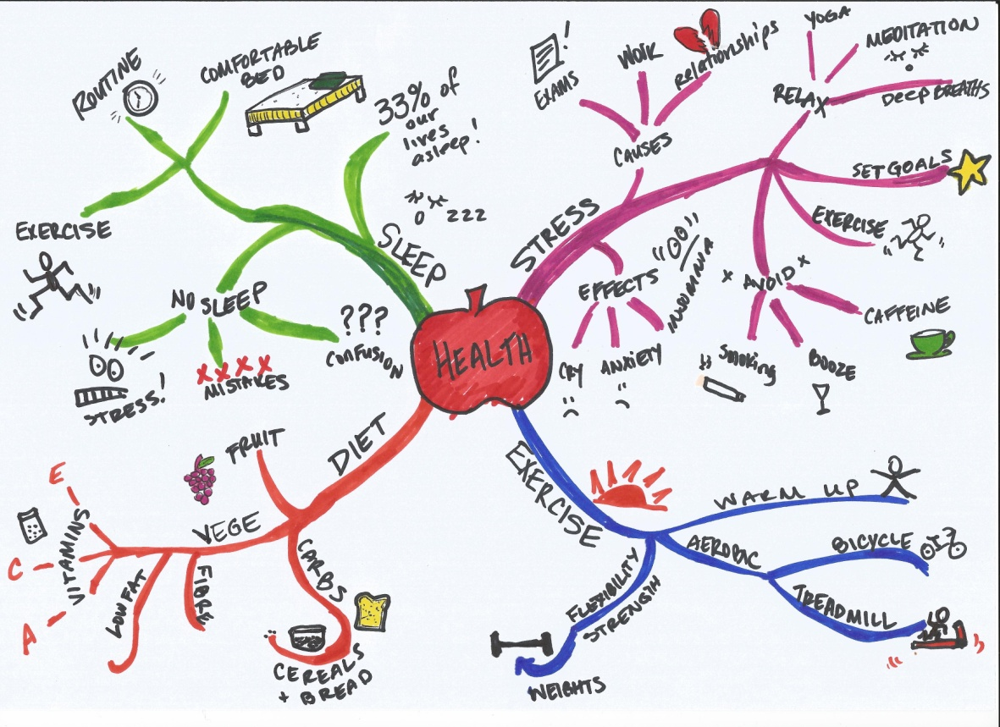 HEALTH
SLEEP
ROUTINE
COMFORTABLE
BED
33% of
our
lives
asleep!
ZZZ
EXERCISE
NO SLEEP
STRESS!
XXXX
MISTAKES
???
CONFUSION
STRESS
CAUSES
EXAMS
!
WORK
Relationships
RELAX
YOGA
MEDITATION
DEEP BREATHS
SET GOALS
EXERCISE
x AVOID x
CAFFEINE
BOOZE
Smoking
EFFECTS
CRY
ANXIETY
INSOMNIA
DIET
FRUIT
VEGE
VITAMINS
E
C
A
LOW FAT
FIBRE
CARBS
CEREALS
+ BREAD
EXERCISE
WARM UP
AEROBIC
BICYCLE
TREADMILL
FLEXIBILITY
STRENGTH
WEIGHTS